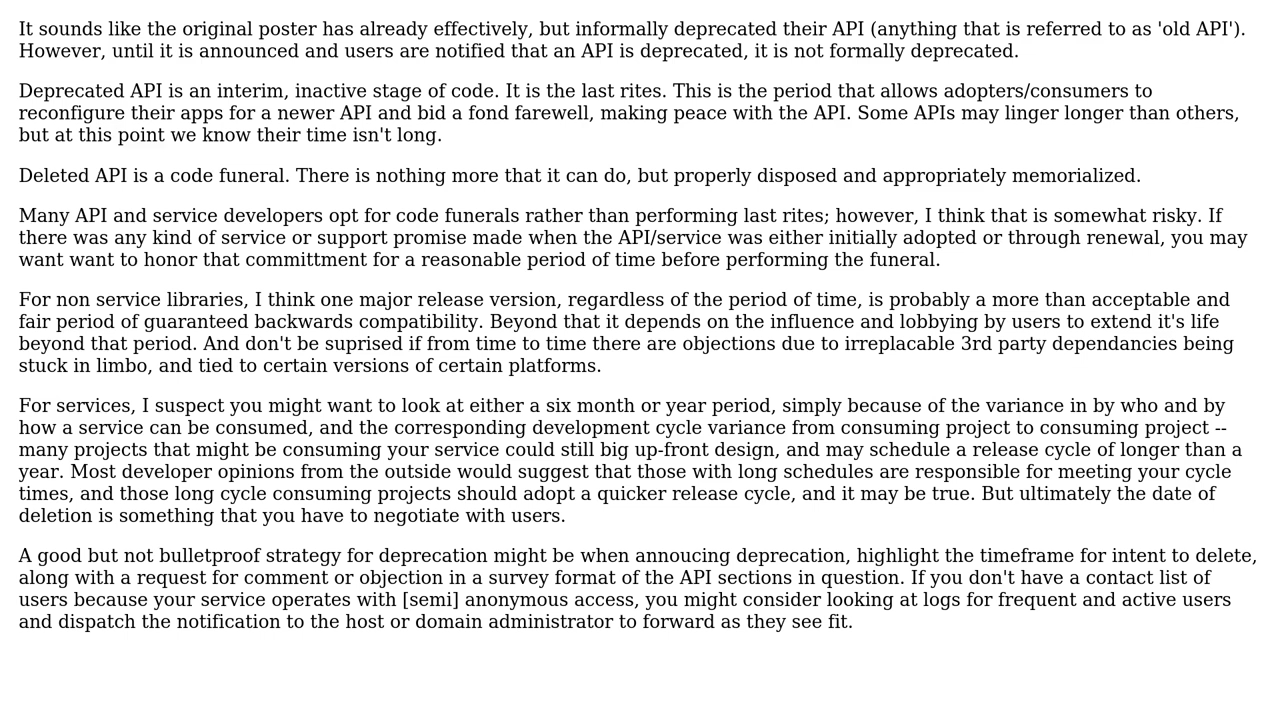 It sounds like the original poster has already effectively, but informally deprecated their API (anything that is referred to as 'old API').
However, until it is announced and users are notified that an API is deprecated, it is not formally deprecated.
Deprecated API is an interim, inactive stage of code. It is the last rites. This is the period that allows adopters/consumers to
reconfigure their apps for a newer API and bid a fond farewell, making peace with the API. Some APIs may linger longer than others,
but at this point we know their time isn't long.
Deleted API is a code funeral. There is nothing more that it can do, but properly disposed and appropriately memorialized.
Many API and service developers opt for code funerals rather than performing last rites; however, I think that is somewhat risky. If
there was any kind of service or support promise made when the API/service was either initially adopted or through renewal, you may
want want to honor that committment for a reasonable period of time before performing the funeral.
For non service libraries, I think one major release version, regardless of the period of time, is probably a more than acceptable and
fair period of guaranteed backwards compatibility. Beyond that it depends on the influence and lobbying by users to extend it's life
beyond that period. And don't be suprised if from time to time there are objections due to irreplacable 3rd party dependancies being
stuck in limbo, and tied to certain versions of certain platforms.
For services, I suspect you might want to look at either a six month or year period, simply because of the variance in by who and by
how a service can be consumed, and the corresponding development cycle variance from consuming project to consuming project --
many projects that might be consuming your service could still big up-front design, and may schedule a release cycle of longer than a
year. Most developer opinions from the outside would suggest that those with long schedules are responsible for meeting your cycle
times, and those long cycle consuming projects should adopt a quicker release cycle, and it may be true. But ultimately the date of
deletion is something that you have to negotiate with users.
A good but not bulletproof strategy for deprecation might be when annoucing deprecation, highlight the timeframe for intent to delete,
along with a request for comment or objection in a survey format of the API sections in question. If you don't have a contact list of
users because your service operates with [semi] anonymous access, you might consider looking at logs for frequent and active users
and dispatch the notification to the host or domain administrator to forward as they see fit.